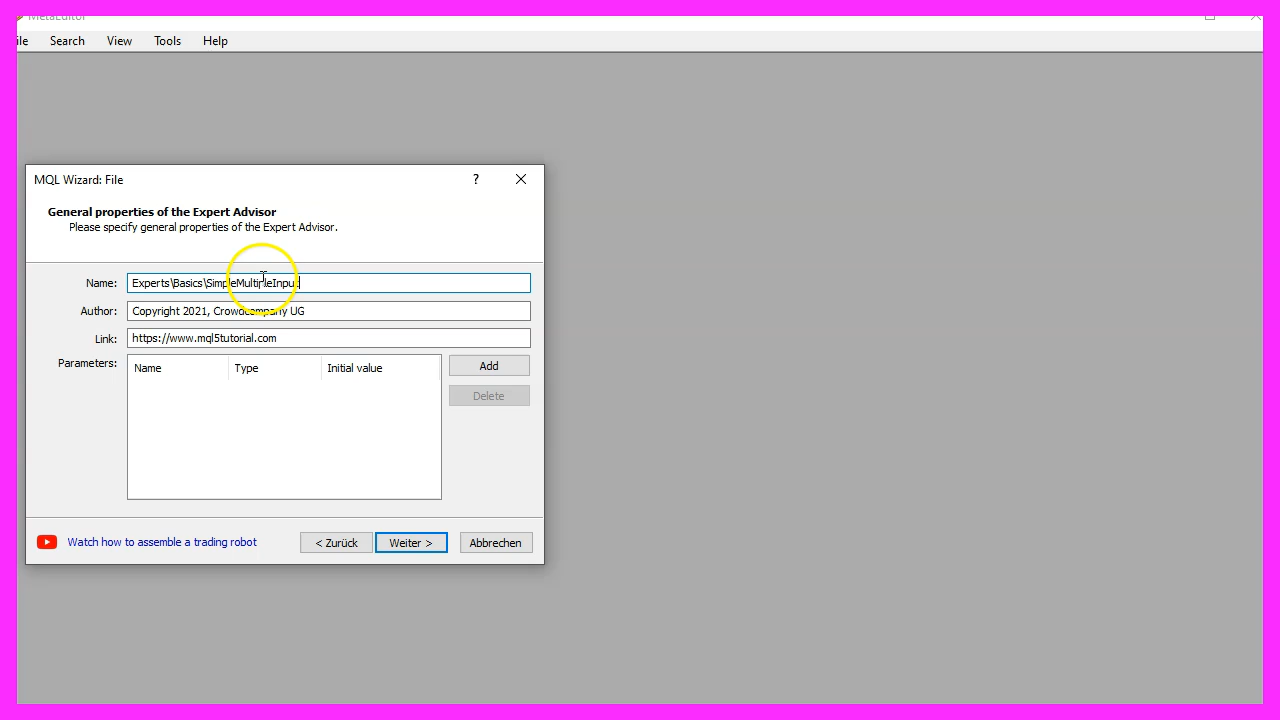 MetaEditor
ile Search View Tools Help
MQL Wizard: File ?
General properties of the Expert Advisor
Please specify general properties of the Expert Advisor.
Name: Experts\Basics\SimpleMultipleInput
Author: Copyright 2021, Crowdcompany UG
Link: https://www.mql5tutorial.com
Parameters: Name Type Initial value Add
Delete
Watch how to assemble a trading robot < Zurück Weiter > Abbrechen